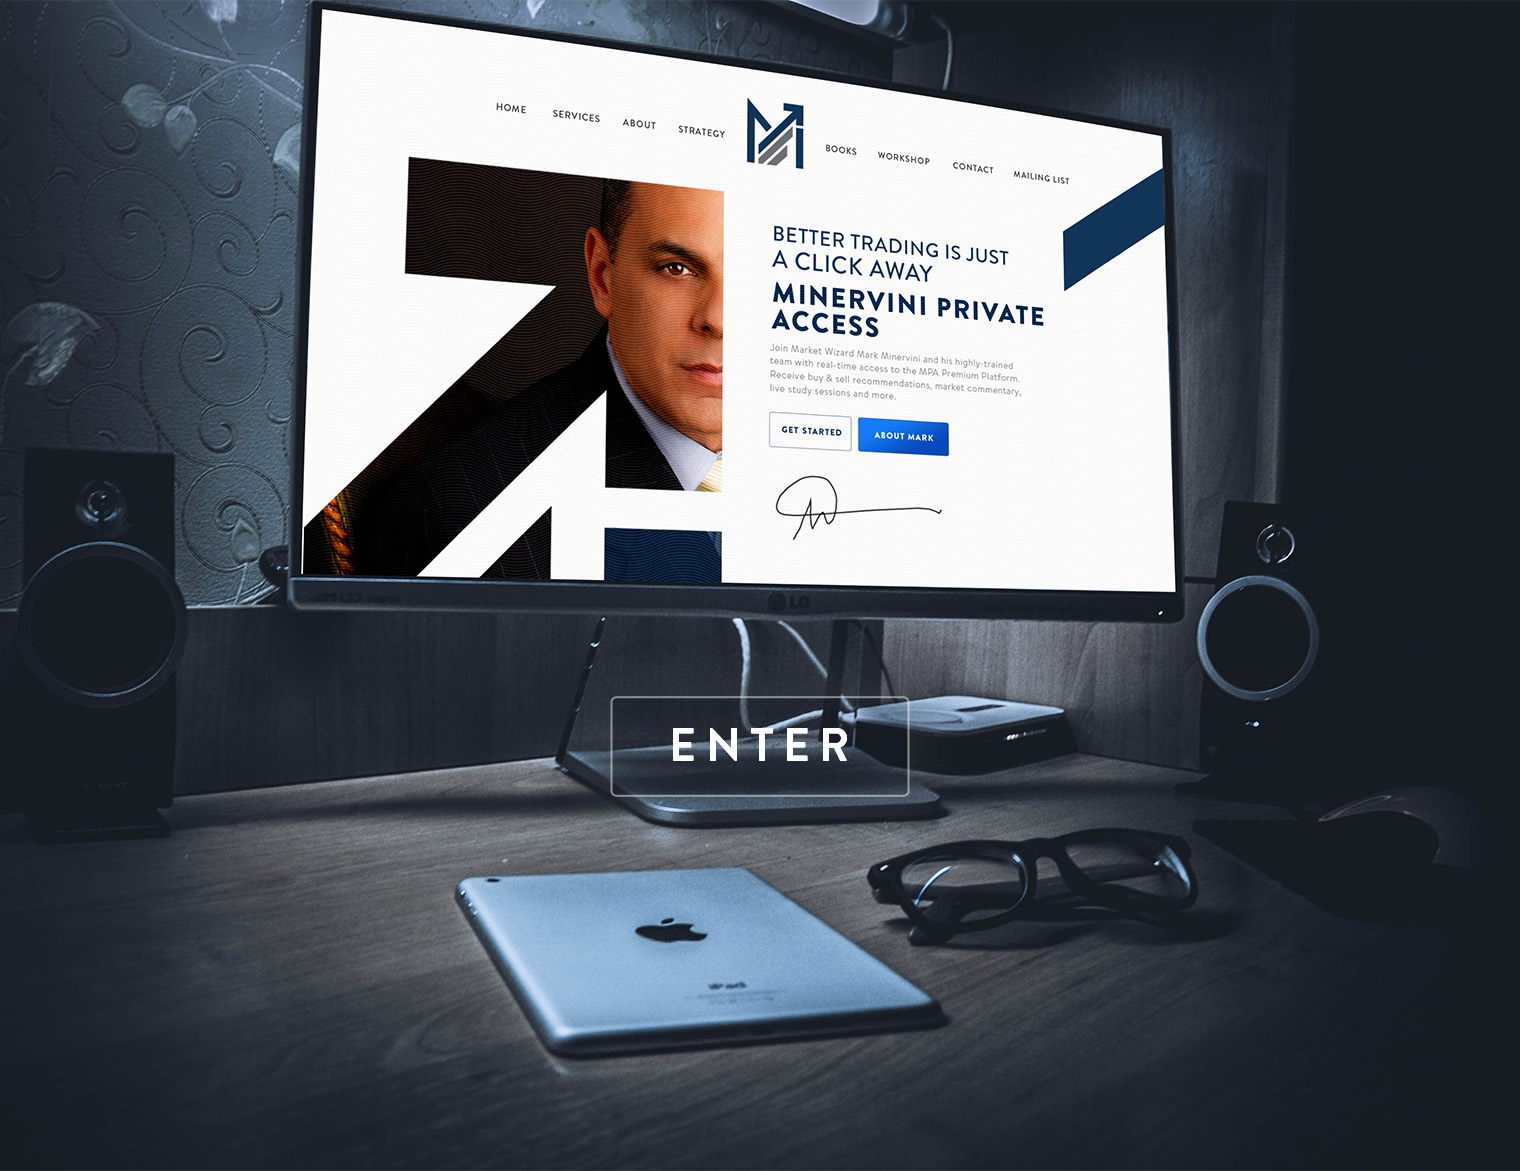 HOME
SERVICES
ABOUT
STRATEGY
BOOKS
WORKSHOP
CONTACT
MAILING LIST
BETTER TRADING IS JUST
A CLICK AWAY
MINERVINI PRIVATE
ACCESS
Join Market Wizard Mark Minervini and his highly-trained
team with real-time access to the MPA Premium Platform.
Receive buy & sell recommendations, market commentary,
live study sessions and more.
GET STARTED
ABOUT MARK
LG
ENTER
iPad